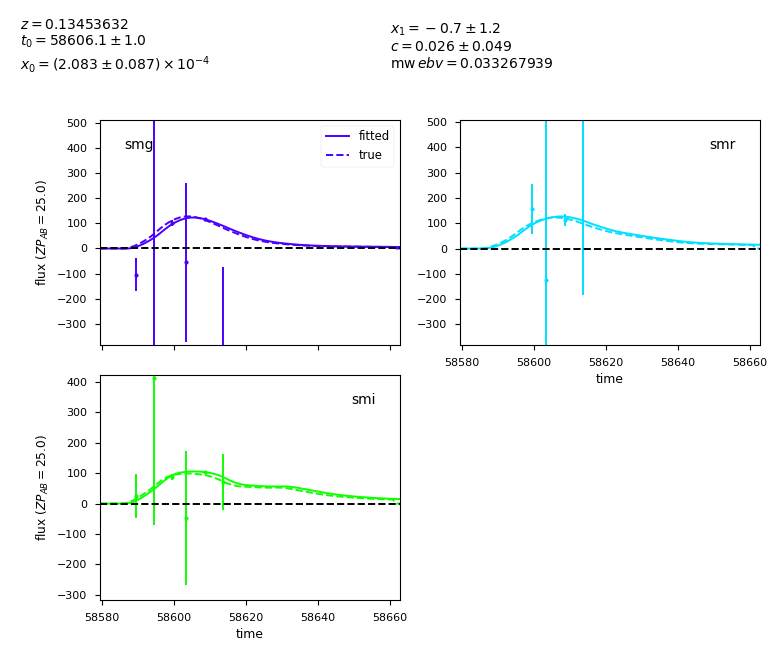 z = 0.13453632
t₀ = 58606.1 ± 1.0
x₀ = (2.083 ± 0.087) × 10⁻⁴
x₁ = −0.7 ± 1.2
c = 0.026 ± 0.049
mw ebv = 0.033267939
smg
fitted
true
500
400
300
200
100
0
−100
−200
−300
flux (ZP_AB = 25.0)
smr
500
400
300
200
100
0
−100
−200
−300
58580 58600 58620 58640 58660
time
smi
400
300
200
100
0
−100
−200
−300
flux (ZP_AB = 25.0)
58580 58600 58620 58640 58660
time